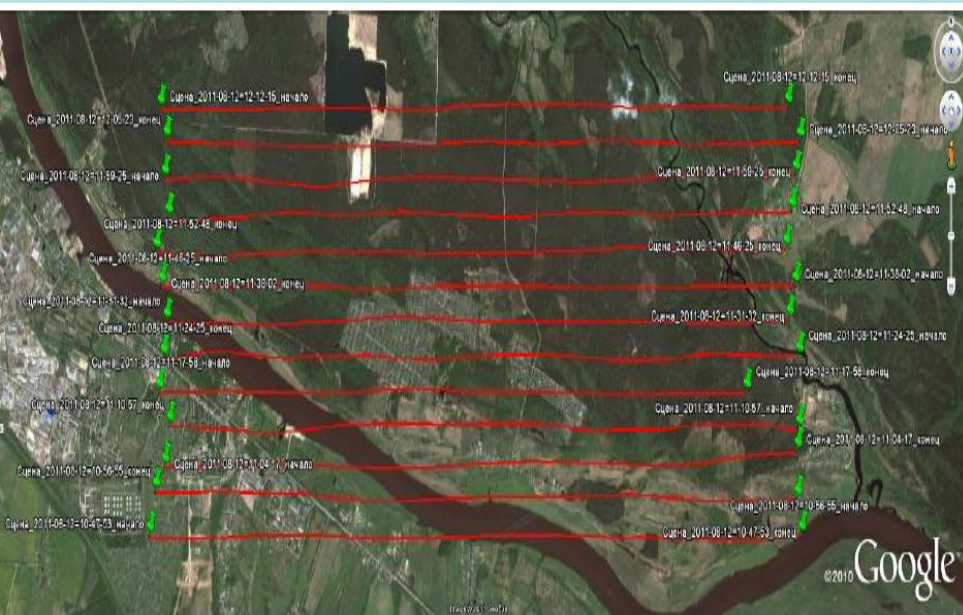 Сцена_2011-08-12=12-12-15_конец
Сцена_2011-08-12=12-12-15_начало
Сцена_2011-08-12=12-05-23_конец
Сцена_2011-08-12=12-05-23_начало
Сцена_2011-08-12=11-59-25_начало
Сцена_2011-08-12=11-59-25_конец
Сцена_2011-08-12=11-52-48_начало
Сцена_2011-08-12=11-52-48_конец
Сцена_2011-08-12=11-46-25_конец
Сцена_2011-08-12=11-46-25_начало
Сцена_2011-08-12=11-38-02_начало
Сцена_2011-08-12=11-38-02_конец
Сцена_2011-08-12=11-31-32_начало
Сцена_2011-08-12=11-31-32_конец
Сцена_2011-08-12=11-24-25_конец
Сцена_2011-08-12=11-24-25_начало
Сцена_2011-08-12=11-17-58_начало
Сцена_2011-08-12=11-17-58_конец
Сцена_2011-08-12=11-10-57_конец
Сцена_2011-08-12=11-10-57_начало
Сцена_2011-08-12=11-04-17_конец
Сцена_2011-08-12=11-04-17_начало
Сцена_2011-08-12=10-56-55_конец
Сцена_2011-08-12=10-56-55_начало
Сцена_2011-08-12=10-47-53_начало
Сцена_2011-08-12=10-47-53_конец
©2010 Google